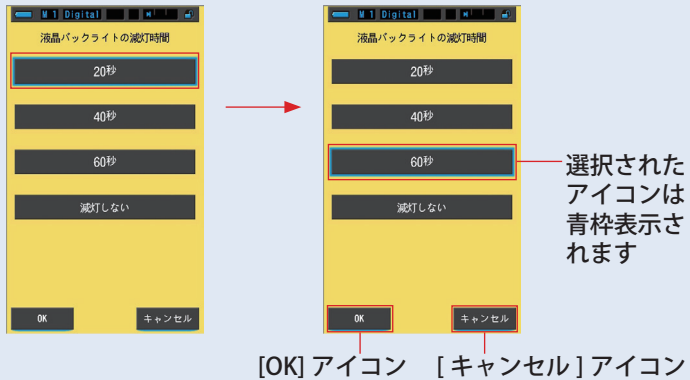 M 1 Digital
液晶バックライトの減灯時間
20秒
40秒
60秒
減灯しない
OK
キャンセル
M 1 Digital
液晶バックライトの減灯時間
20秒
40秒
60秒
減灯しない
OK
キャンセル
選択された
アイコンは
青枠表示さ
れます
[OK] アイコン
[ キャンセル ] アイコン